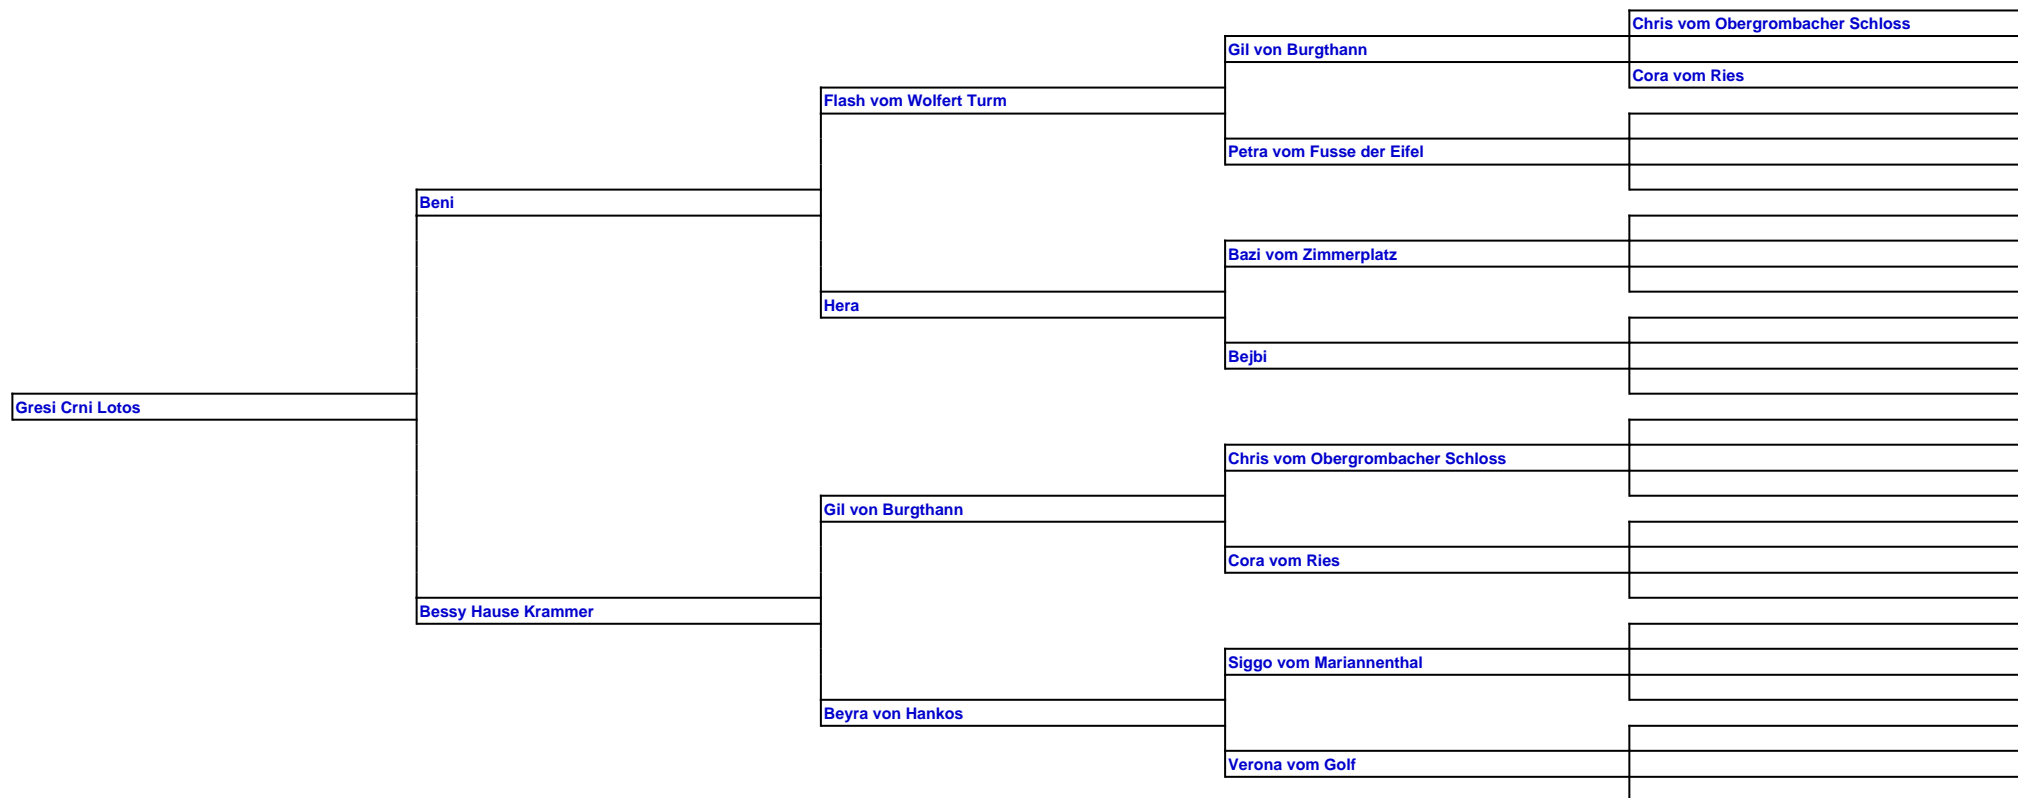 Chris vom Obergrombacher Schloss
Gil von Burgthann
Cora vom Ries
Flash vom Wolfert Turm
Petra vom Fusse der Eifel
Beni
Bazi vom Zimmerplatz
Hera
Bejbi
Gresi Crni Lotos
Chris vom Obergrombacher Schloss
Gil von Burgthann
Cora vom Ries
Bessy Hause Krammer
Siggo vom Mariannenthal
Beyra von Hankos
Verona vom Golf